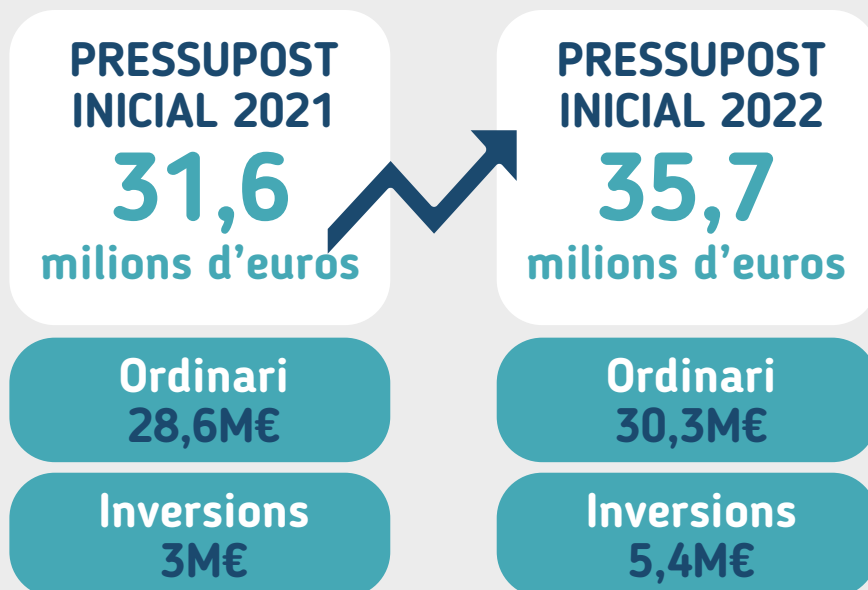 PRESSUPOST
INICIAL 2021
31,6
milions d'euros
Ordinari
28,6M€
Inversions
3M€
PRESSUPOST
INICIAL 2022
35,7
milions d'euros
Ordinari
30,3M€
Inversions
5,4M€